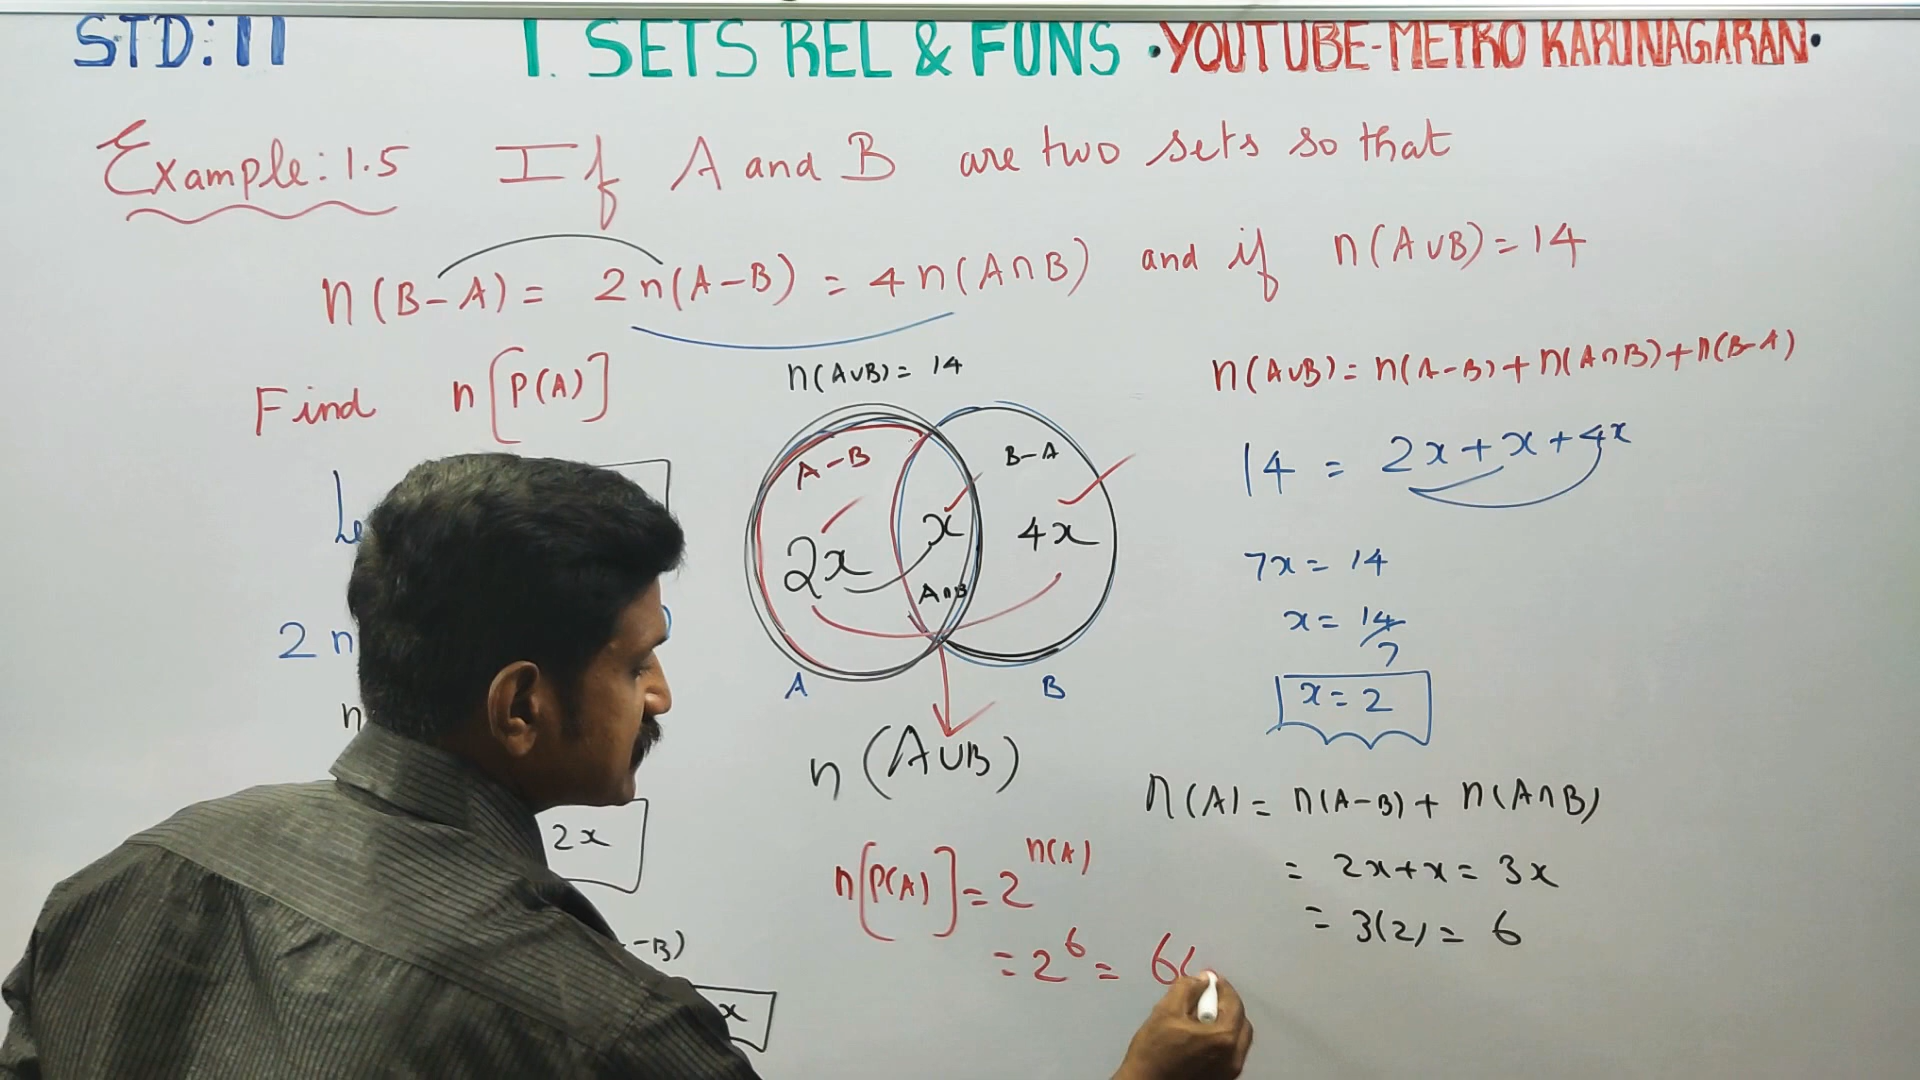 STD: 11 1. SETS REL & FUNS •YOUTUBE-METRO KARUNAGARAN•
Example: 1.5 If A and B are two sets so that
n(B-A) = 2n(A-B) = 4n(A∩B) and if n(A∪B) = 14
Find n[P(A)]
n(A∪B) = 14
A-B
B-A
2x
x
4x
A∩B
A
B
n(A∪B)
Le
2n
n
2x
-B)
x
n[P(A)] = 2^n(A)
= 2^6 =
n(A∪B) = n(A-B) + n(A∩B) + n(B-A)
14 = 2x + x + 4x
7x = 14
x = 14/7
x = 2
n(A) = n(A-B) + n(A∩B)
= 2x+x = 3x
= 3(2) = 6